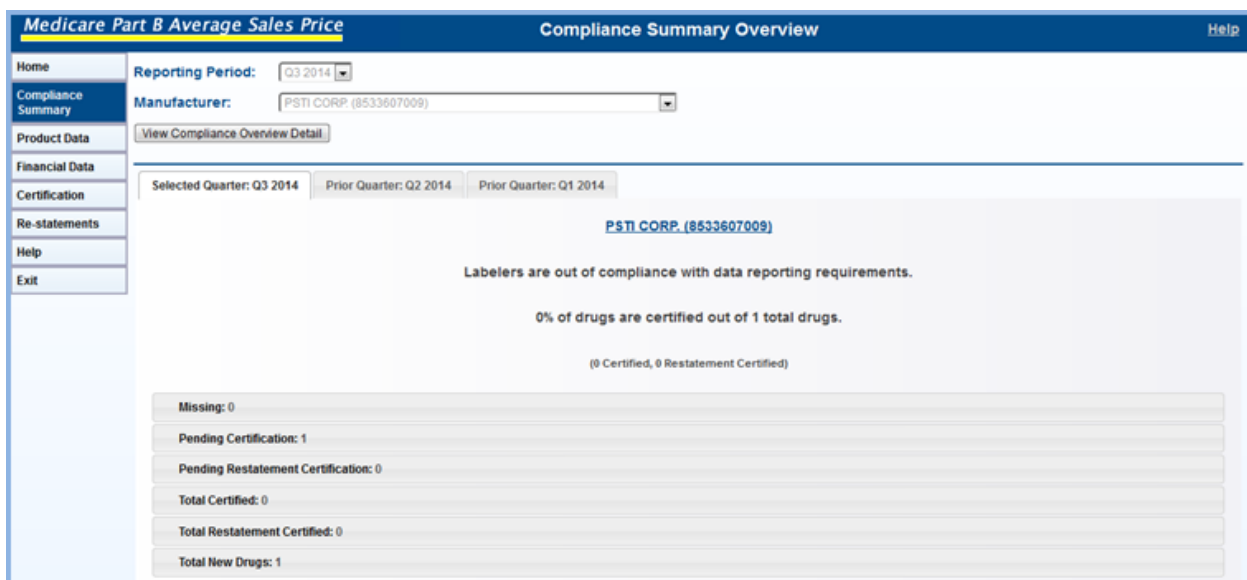 Medicare Part B Average Sales Price
Compliance Summary Overview
Help
Home
Compliance
Summary
Product Data
Financial Data
Certification
Re-statements
Help
Exit
Reporting Period: Q3 2014
Manufacturer: PSTI CORP. (8533607009)
View Compliance Overview Detail
Selected Quarter: Q3 2014 Prior Quarter: Q2 2014 Prior Quarter: Q1 2014
PSTI CORP. (8533607009)
Labelers are out of compliance with data reporting requirements.
0% of drugs are certified out of 1 total drugs.
(0 Certified, 0 Restatement Certified)
Missing: 0
Pending Certification: 1
Pending Restatement Certification: 0
Total Certified: 0
Total Restatement Certified: 0
Total New Drugs: 1